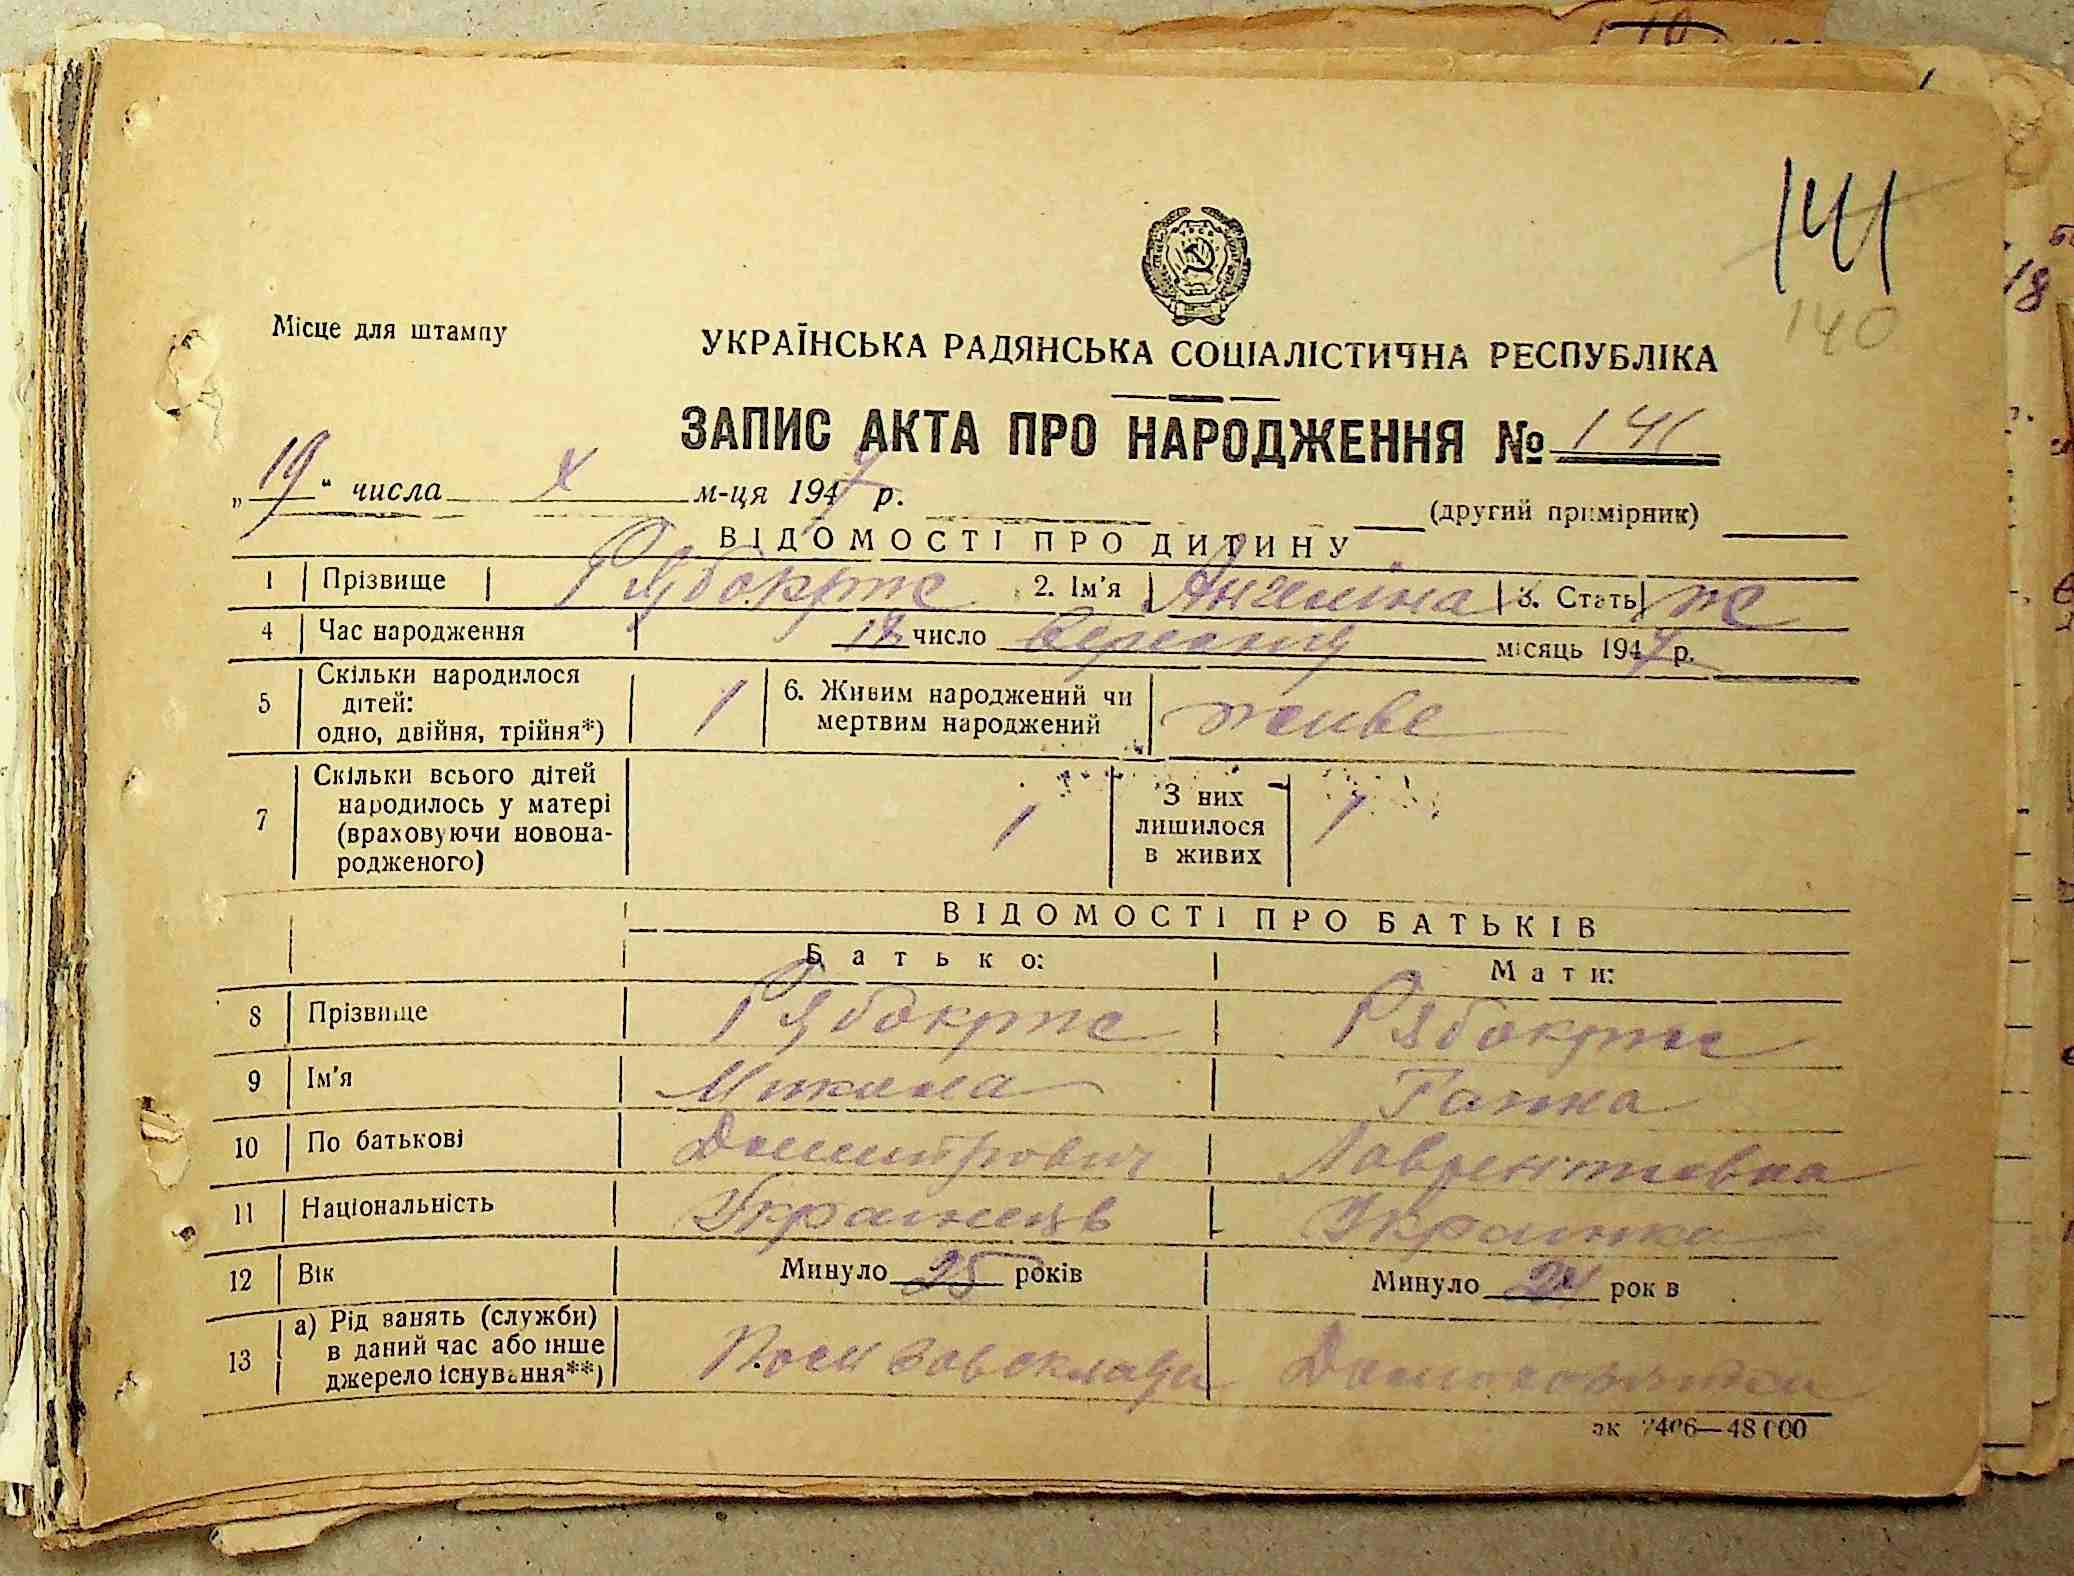 141
140
Місце для штампу
УКРАЇНСЬКА РАДЯНСЬКА СОЦІАЛІСТИЧНА РЕСПУБЛІКА
ЗАПИС АКТА ПРО НАРОДЖЕННЯ № 141
„19“ числа X м-ця 1947 р.
(другий примірник)
ВІДОМОСТІ ПРО ДИТИНУ
1 Прізвище Рябокрис 2. Ім'я Ангеліна 3. Стать ж
4 Час народження 18 число Вересня місяць 1947 р.
5 Скільки народилося дітей: одно, двійня, трійня*) 1 6. Живим народжений чи мертвим народжений живе
7 Скільки всього дітей народилось у матері (враховуючи новонародженого) 1 З них лишилося в живих 1
ВІДОМОСТІ ПРО БАТЬКІВ
Батько: Мати:
8 Прізвище
9 Ім'я Микола Ганна
10 По батькові Дмитрович Лаврентіевна
11 Національність Українець Українка
12 Вік Минуло 25 років Минуло 24 рок в
13 а) Рід занять (служби) в даний час або інше джерело існування**)
зк 7406—48 000